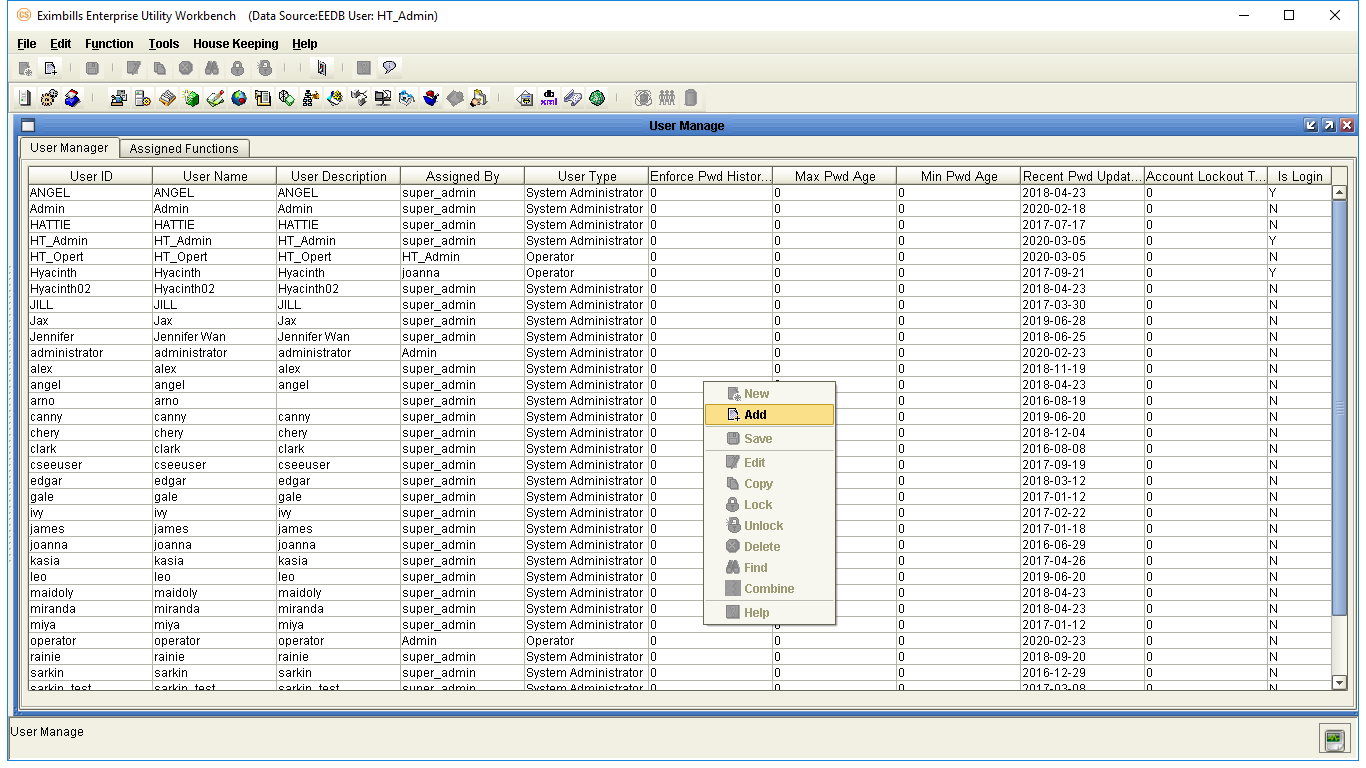 Eximbills Enterprise Utility Workbench (Data Source:EEDB User: HT_Admin)
File Edit Function Tools House Keeping Help
User Manage
User Manager Assigned Functions
User ID User Name User Description Assigned By User Type Enforce Pwd Histor... Max Pwd Age Min Pwd Age Recent Pwd Updat... Account Lockout T... Is Login
ANGEL ANGEL ANGEL super_admin System Administrator 0 0 0 2018-04-23 0 Y
Admin Admin Admin super_admin System Administrator 0 0 0 2020-02-18 0 N
HATTIE HATTIE HATTIE super_admin System Administrator 0 0 0 2017-07-17 0 N
HT_Admin HT_Admin HT_Admin super_admin System Administrator 0 0 0 2020-03-05 0 Y
HT_Opert HT_Opert HT_Opert HT_Admin Operator 0 0 0 2020-03-05 0 N
Hyacinth Hyacinth Hyacinth joanna Operator 0 0 0 2017-09-21 0 Y
Hyacinth02 Hyacinth02 Hyacinth02 super_admin System Administrator 0 0 0 2018-04-23 0 N
JILL JILL JILL super_admin System Administrator 0 0 0 2017-03-30 0 N
Jax Jax Jax super_admin System Administrator 0 0 0 2019-06-28 0 N
Jennifer Jennifer Wan Jennifer Wan super_admin System Administrator 0 0 0 2018-06-25 0 N
administrator administrator administrator Admin System Administrator 0 0 0 2020-02-23 0 N
alex alex alex super_admin System Administrator 0 0 0 2018-11-19 0 N
angel angel angel super_admin System Administrator 0 0 2018-04-23 0 N
arno arno super_admin System Administrator 0 0 2016-08-19 0 N
canny canny canny super_admin System Administrator 0 0 2019-06-20 0 N
chery chery chery super_admin System Administrator 0 0 2018-12-04 0 N
clark clark clark super_admin System Administrator 0 0 2016-08-08 0 N
cseeuser cseeuser cseeuser super_admin System Administrator 0 0 2017-09-19 0 N
edgar edgar edgar super_admin System Administrator 0 0 2018-03-12 0 N
gale gale gale super_admin System Administrator 0 0 2017-01-12 0 N
ivy ivy ivy super_admin System Administrator 0 0 2017-02-22 0 N
james james james super_admin System Administrator 0 0 2017-01-18 0 N
joanna joanna joanna super_admin System Administrator 0 0 2016-06-29 0 N
kasia kasia kasia super_admin System Administrator 0 0 2017-04-26 0 N
leo leo leo super_admin System Administrator 0 0 2019-06-20 0 N
maidoly maidoly maidoly super_admin System Administrator 0 0 2018-04-23 0 N
miranda miranda miranda super_admin System Administrator 0 0 2018-04-23 0 N
miya miya miya super_admin System Administrator 0 0 2017-01-12 0 N
operator operator operator Admin Operator 0 0 0 2020-02-23 0 N
rainie rainie rainie super_admin System Administrator 0 0 0 2018-09-20 0 N
sarkin sarkin sarkin super_admin System Administrator 0 0 0 2016-12-29 0 N
sarkin_test sarkin_test sarkin_test super_admin System Administrator 0 0 0 2017-03-08 0 N
New
Add
Save
Edit
Copy
Lock
Unlock
Delete
Find
Combine
Help
User Manage